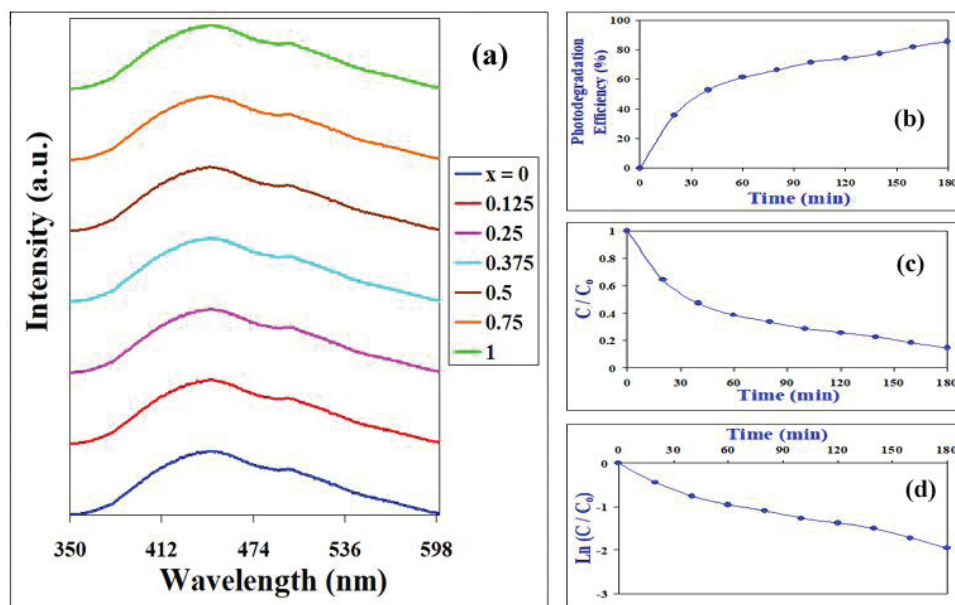 (a)
Intensity (a.u.)
350 412 474 536 598
Wavelength (nm)
x = 0
0.125
0.25
0.375
0.5
0.75
1
Photodegradation
Efficiency (%)
100
80
60
40
20
0
(b)
0 30 60 90 120 150 180
Time (min)
C / C₀
1
0.8
0.6
0.4
0.2
0
(c)
0 30 60 90 120 150 180
Time (min)
Time (min)
0 30 60 90 120 150 180
Ln (C / C₀)
0
-1
-2
-3
(d)